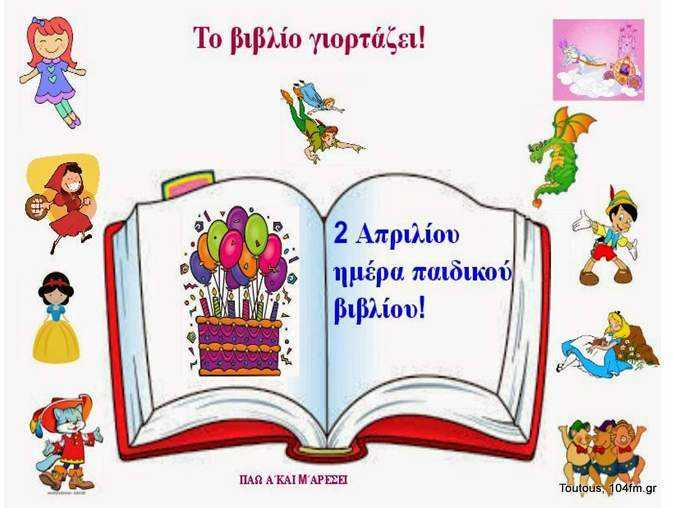 Το βιβλίο γιορτάζει!
2 Απριλίου
ημέρα παιδικού
βιβλίου!
ΠΑΩ Α΄ΚΑΙ Μ΄ΑΡΕΣΕΙ
Toutous, 104fm.gr